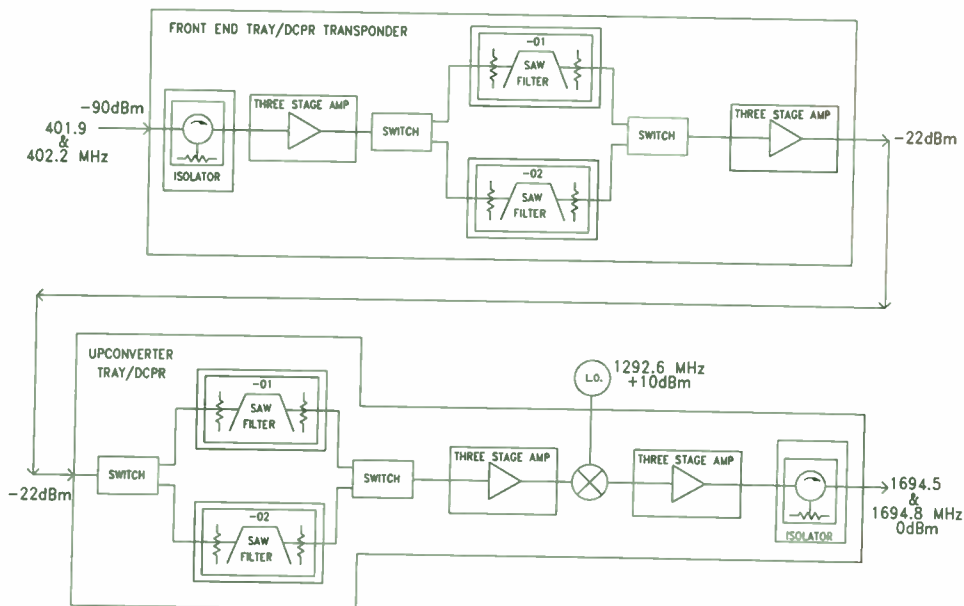 FRONT END TRAY/DCPR TRANSPONDER
-90dBm
401.9
&
402.2 MHz
ISOLATOR
THREE STAGE AMP
SWITCH
-01
SAW
FILTER
-02
SAW
FILTER
SWITCH
THREE STAGE AMP
-22dBm
UPCONVERTER
TRAY/DCPR
-22dBm
SWITCH
-01
SAW
FILTER
-02
SAW
FILTER
SWITCH
THREE STAGE AMP
L.O.
1292.6 MHz
+10dBm
THREE STAGE AMP
ISOLATOR
1694.5
&
1694.8 MHz
0dBm